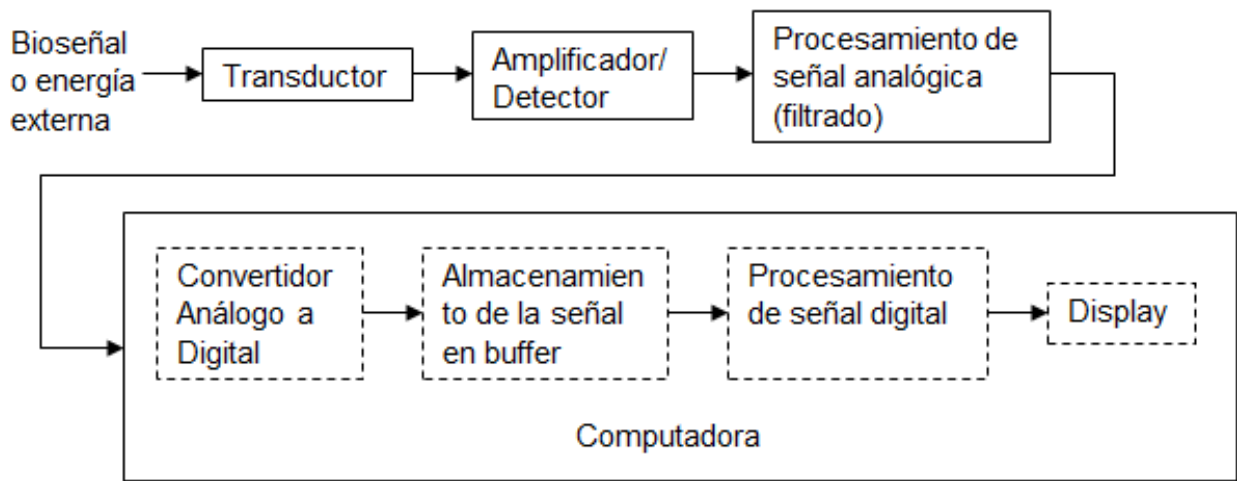 Bioseñal
o energía
externa
Transductor
Amplificador/
Detector
Procesamiento de
señal analógica
(filtrado)
Convertidor
Análogo a
Digital
Almacenamien
to de la señal
en buffer
Procesamiento
de señal digital
Display
Computadora